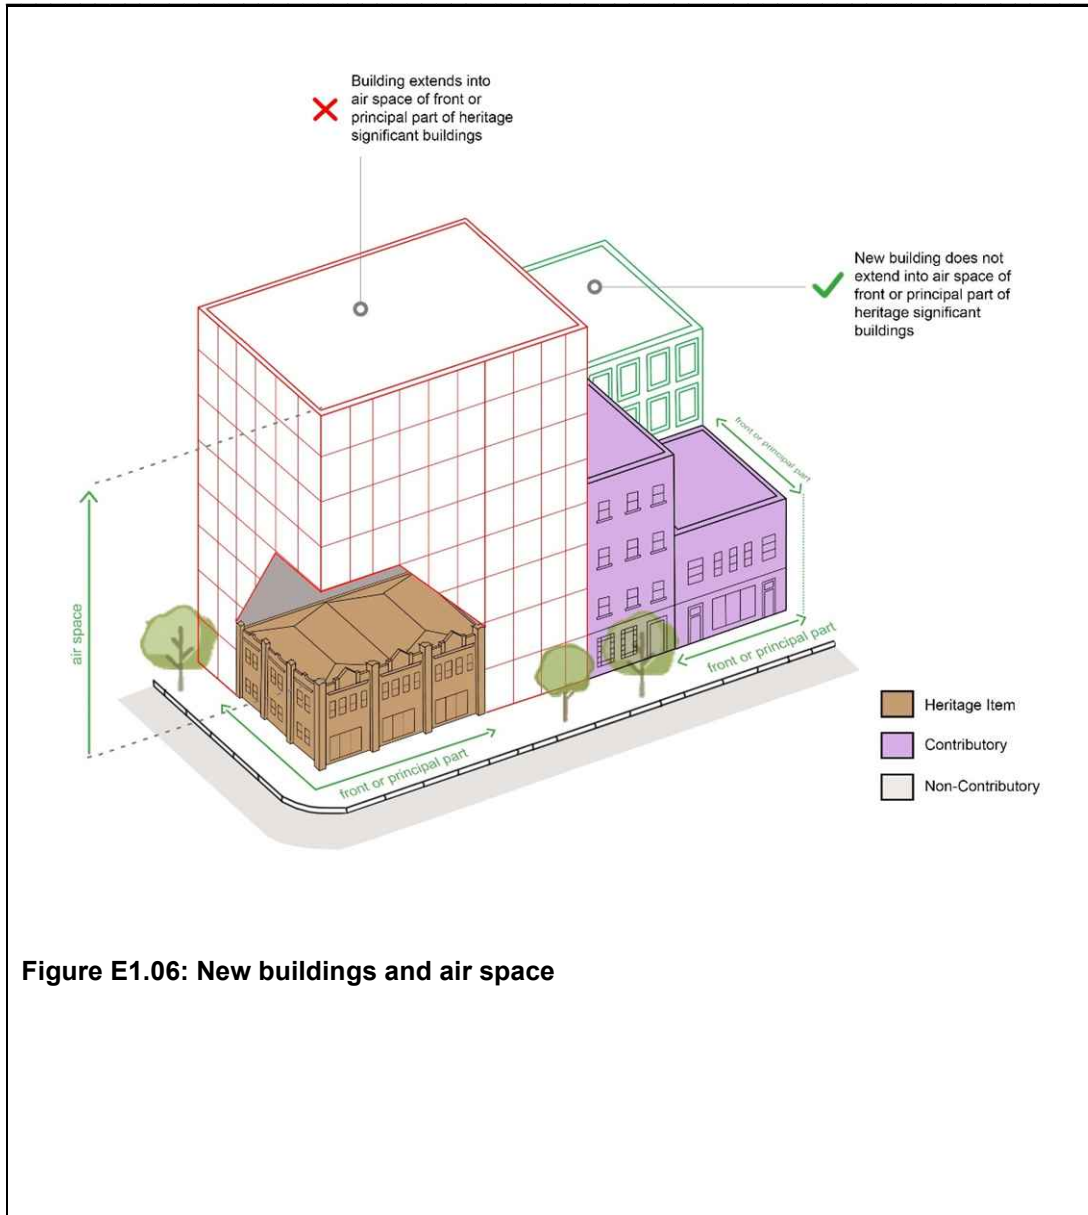 Building extends into
air space of front or
principal part of heritage
significant buildings
New building does not
extend into air space of
front or principal part of
heritage significant
buildings
front or principal part
air space
front or principal part
front or principal part
Heritage Item
Contributory
Non-Contributory
Figure E1.06: New buildings and air space